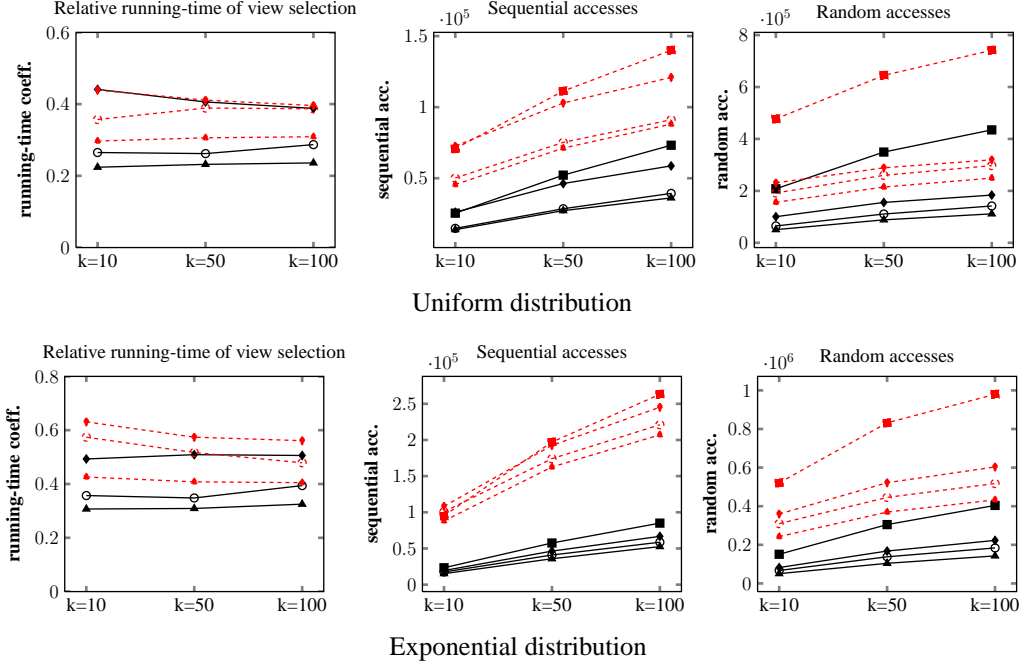 Relative running-time of view selection
running-time coeff.
0.6
0.4
0.2
0
k=10 k=50 k=100
Sequential accesses
·10^5
sequential acc.
1.5
1
0.5
k=10 k=50 k=100
Random accesses
·10^5
random acc.
8
6
4
2
0
k=10 k=50 k=100
Uniform distribution
Relative running-time of view selection
running-time coeff.
0.8
0.6
0.4
0.2
0
k=10 k=50 k=100
Sequential accesses
·10^5
sequential acc.
2.5
2
1.5
1
0.5
0
k=10 k=50 k=100
Random accesses
·10^6
random acc.
1
0.8
0.6
0.4
0.2
0
k=10 k=50 k=100
Exponential distribution